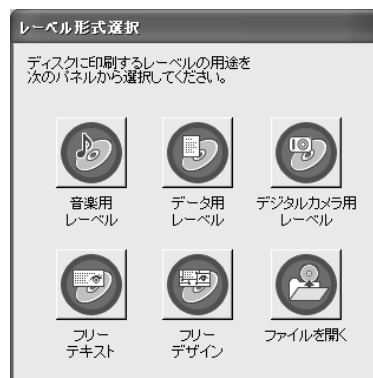 レーベル形式選択
ディスクに印刷するレーベルの用途を
次のパネルから選択してください。
音楽用
レーベル
データ用
レーベル
デジタルカメラ用
レーベル
フリー
テキスト
フリー
デザイン
ファイルを開く